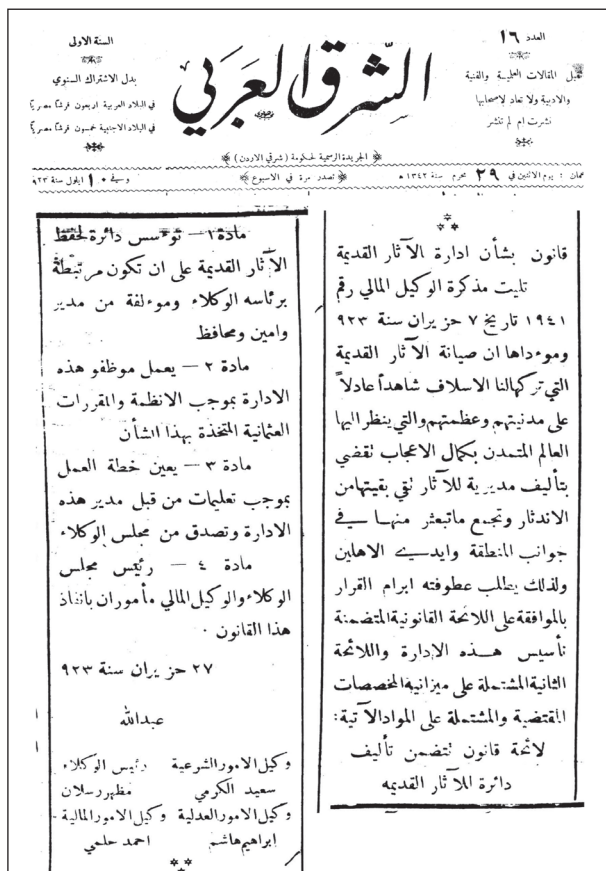 العدد ١٦
تقبل المقالات العلمية والفنية
والادبية ولا تعاد لاصحابها
نشرت ام لم تنشر
الشرق العربي
السنة الاولى
بدل الاشتراك السنوي
في البلاد العربية اربعون قرشا مصريا
في البلاد الاجنبية خمسون قرشا مصريا
الجريدة الرسمية لحكومة (شرقي الاردن)
عمان : يوم الاثنين في ٢٩ محرم سنة ١٣٤٢ هـ
تصدر مرة في الاسبوع
وفي ١٠ ايلول سنة ٩٢٣
قانون بشأن ادارة الآثار القديمة
تليت مذكرة الوكيل المالي رقم
١٩٤١ تاريخ ٧ حزيران سنة ٩٢٣
وموءداها ان صيانة الآثار القديمة
التي تركها لنا الاسلاف شاهداً عادلاً
على مدنيتهم وعظمتهم والتي ينظر اليها
العالم المتمدن بكمال الاعجاب تقضي
بتأليف مديرية للآثار تقي بقيتها من
الاندثار وتجمع ما تبعثر منها في
جوانب المنطقة وايدي الاهلين
ولذلك يطلب عطوفته ابرام القرار
بالموافقة على اللائحة القانونية المتضمنة
تأسيس هذه الإدارة واللائحة
الثانية المشتملة على ميزانية المخصصات
المقتضية والمشتملة على المواد الآتية :
لائحة قانون تتضمن تأليف
دائرة للآثار القديمه
مادة ١ — توءسس دائرة لحفظ
الآثار القديمة على ان تكون مرتبطة
برئاسه الوكلاء وموءلفة من مدير
وامين ومحافظ
مادة ٢ — يعمل موظفو هذه
الادارة بموجب الانظمة والمقررات
العثمانية المتخذة بهذا الشأن
مادة ٣ — يعين خطة العمل
بموجب تعليمات من قبل مدير هذه
الادارة وتصدق من مجلس الوكلاء
مادة ٤ — رئيس مجلس
الوكلاء والوكيل المالي مأموران بانفاذ
هذا القانون .
٢٧ حزيران سنة ٩٢٣
عبدالله
وكيل الامور الشرعية رئيس الوكلاء
سعيد الكرمي مظهر رسلان
وكيل الامور العدلية وكيل الامور المالية
ابراهيم هاشم احمد حلمي